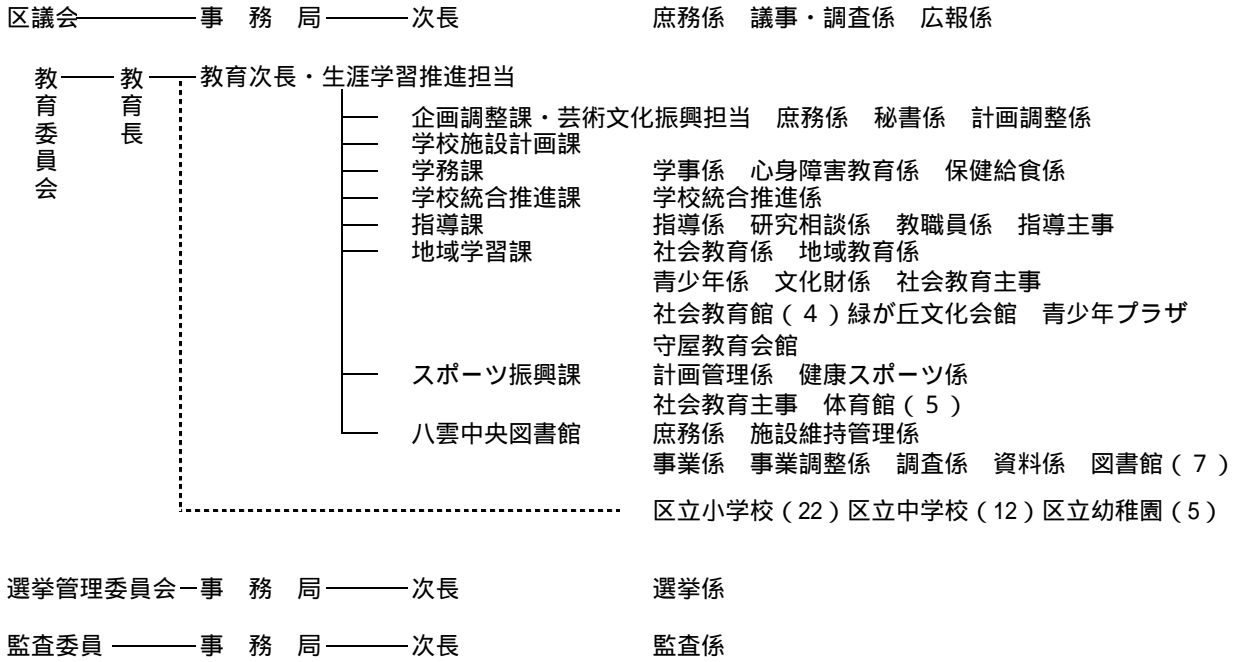 区議会 事　務　局 次長 庶務係　議事・調査係　広報係
教育委員会 教育長 教育次長・生涯学習推進担当
企画調整課・芸術文化振興担当　庶務係　秘書係　計画調整係
学校施設計画課
学務課 学事係　心身障害教育係　保健給食係
学校統合推進課 学校統合推進係
指導課 指導係　研究相談係　教職員係　指導主事
地域学習課 社会教育係　地域教育係
青少年係　文化財係　社会教育主事
社会教育館（４）緑が丘文化会館　青少年プラザ
守屋教育会館
スポーツ振興課 計画管理係　健康スポーツ係
社会教育主事　体育館（５）
八雲中央図書館 庶務係　施設維持管理係
事業係　事業調整係　調査係　資料係　図書館（７）
区立小学校（22）区立中学校（12）区立幼稚園（5）
選挙管理委員会 事　務　局 次長 選挙係
監査委員 事　務　局 次長 監査係